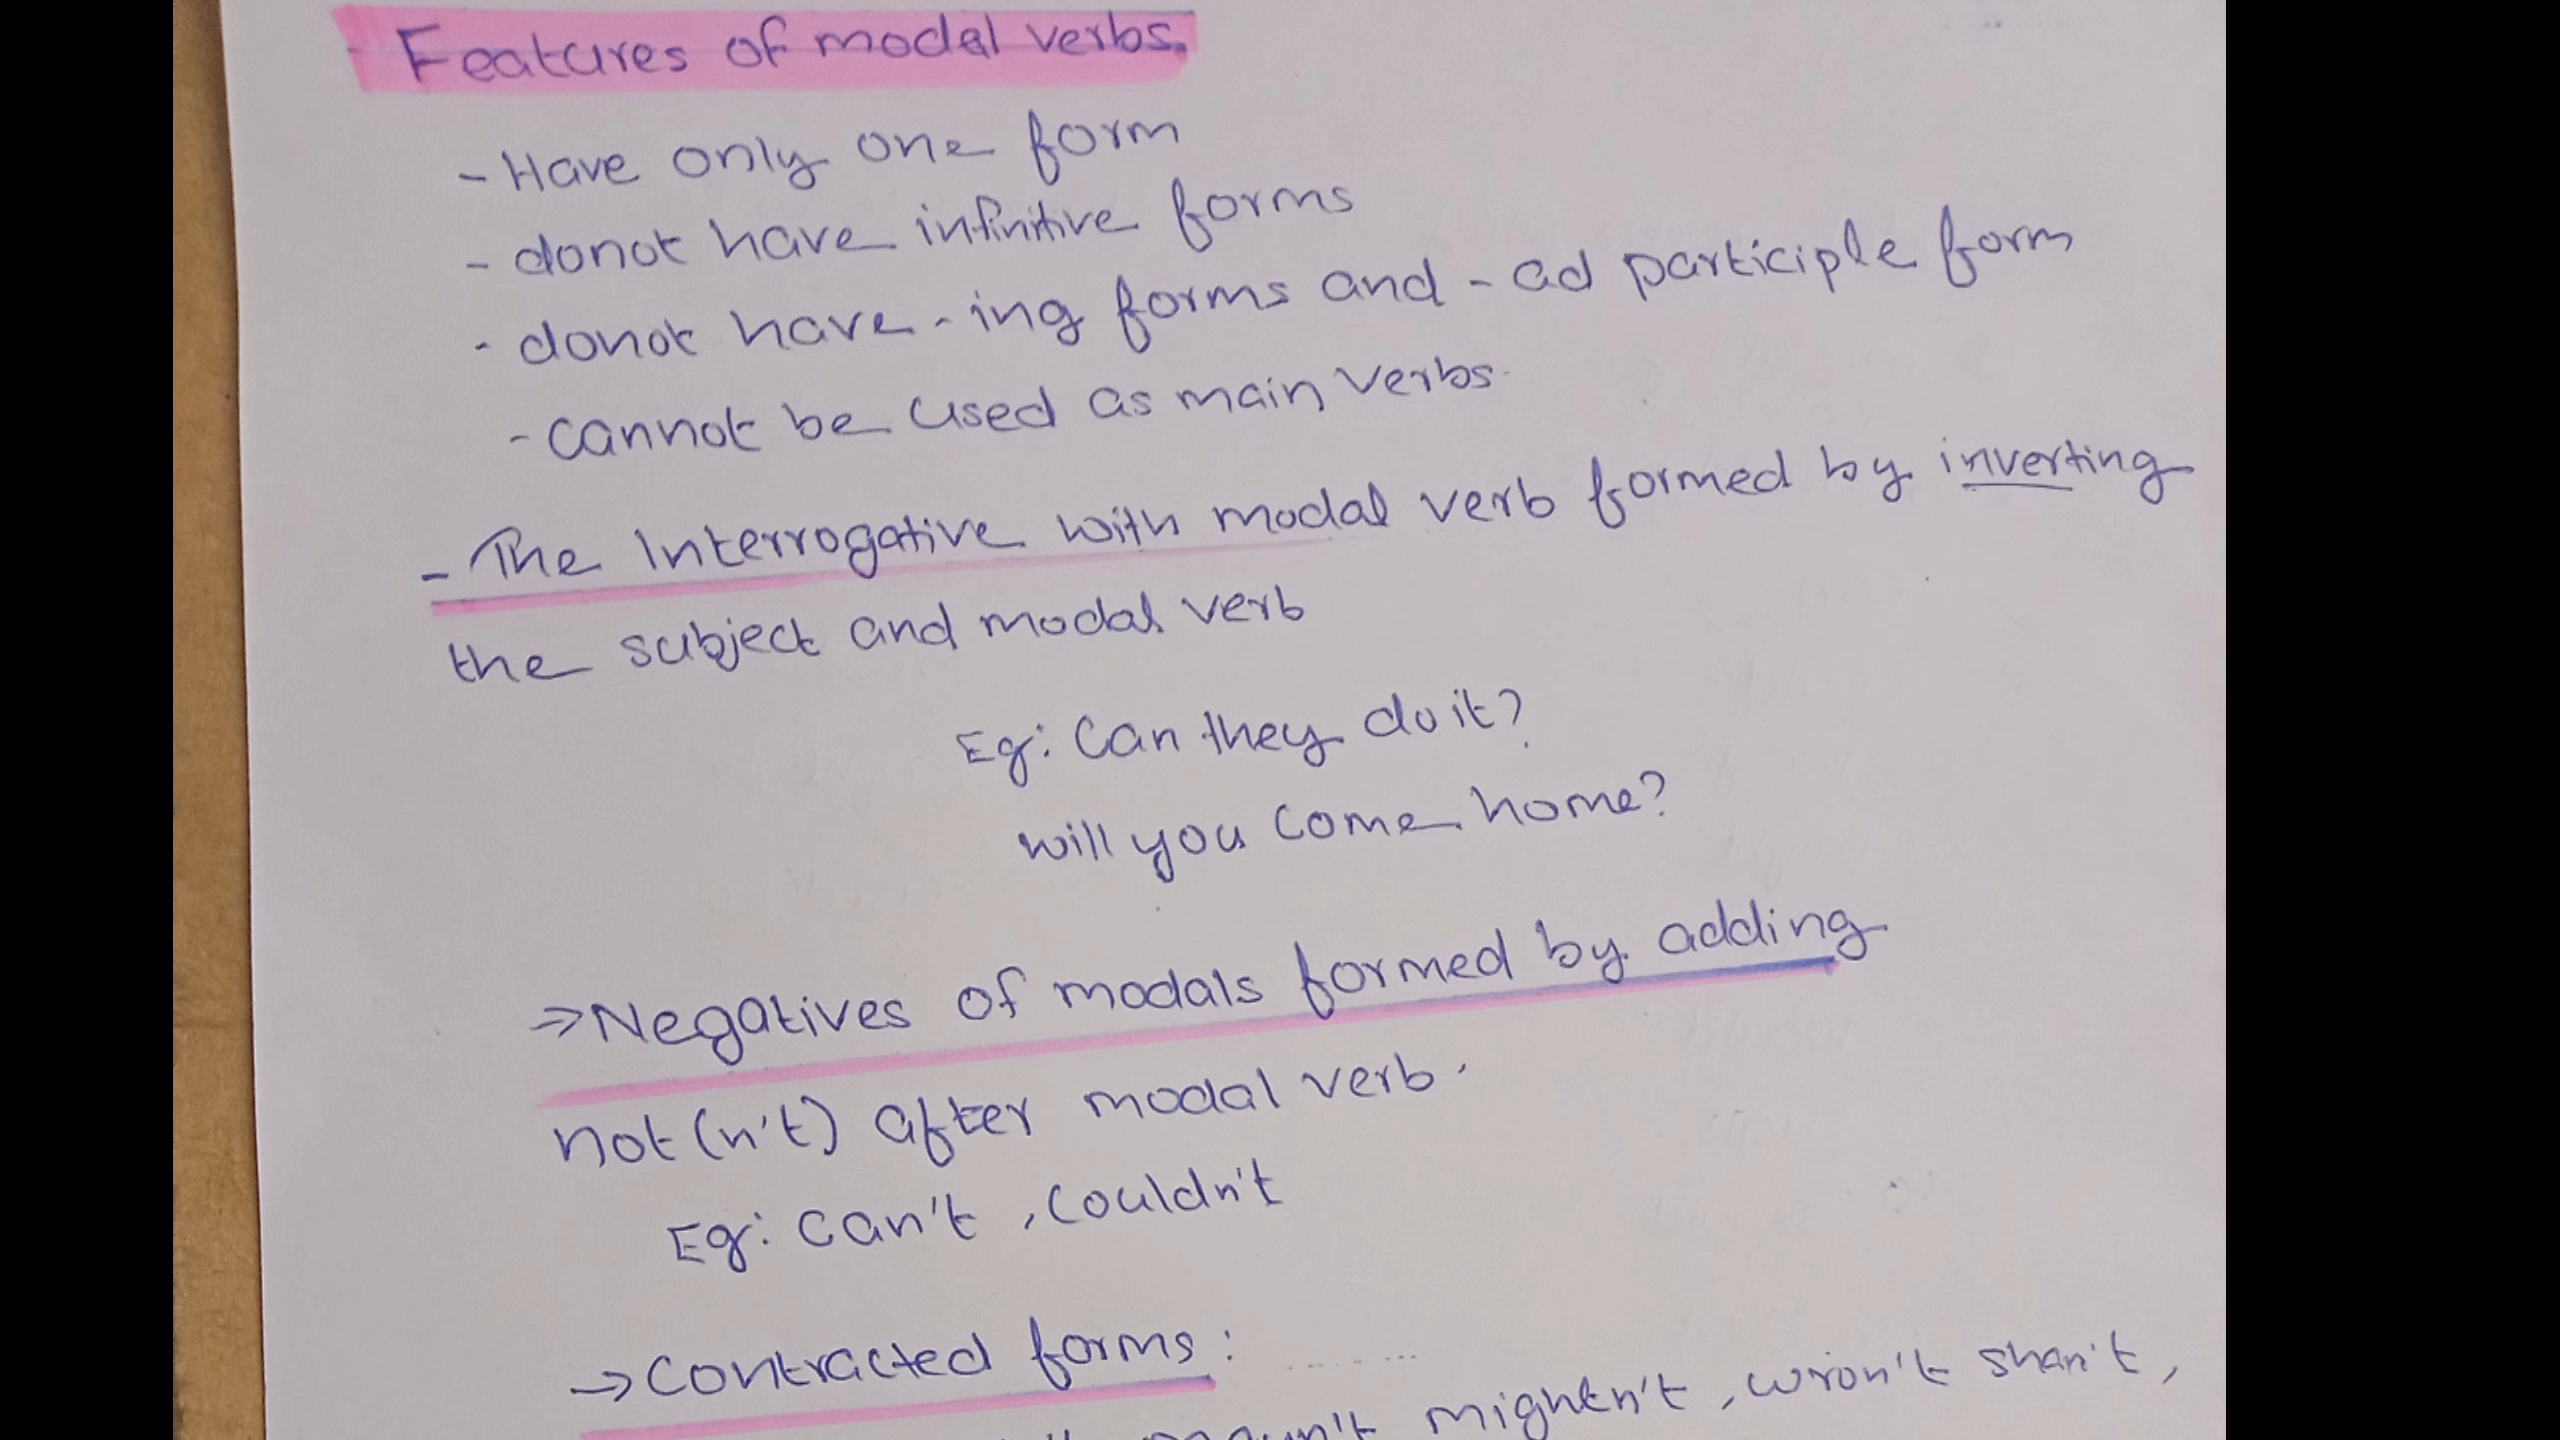 Features of modal verbs.
- Have only one form
- donot have infinitive forms
- donot have -ing forms and -ad participle form
- cannot be used as main verbs.
- The Interrogative with modal verb formed by inverting
the subject and modal verb
Eg: Can they do it?
will you come home?
⇒ Negatives of modals formed by adding
not (n't) after modal verb.
Eg: Can't, Couldn't
→ Contracted forms:
mightn't, wron't shan't,